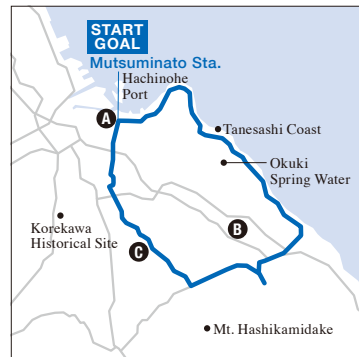 START
GOAL
Mutsuminato Sta.
Hachinohe
Port
A
Tanesashi Coast
Okuki
Spring Water
Korekawa
Historical Site
B
C
Mt. Hashikamidake